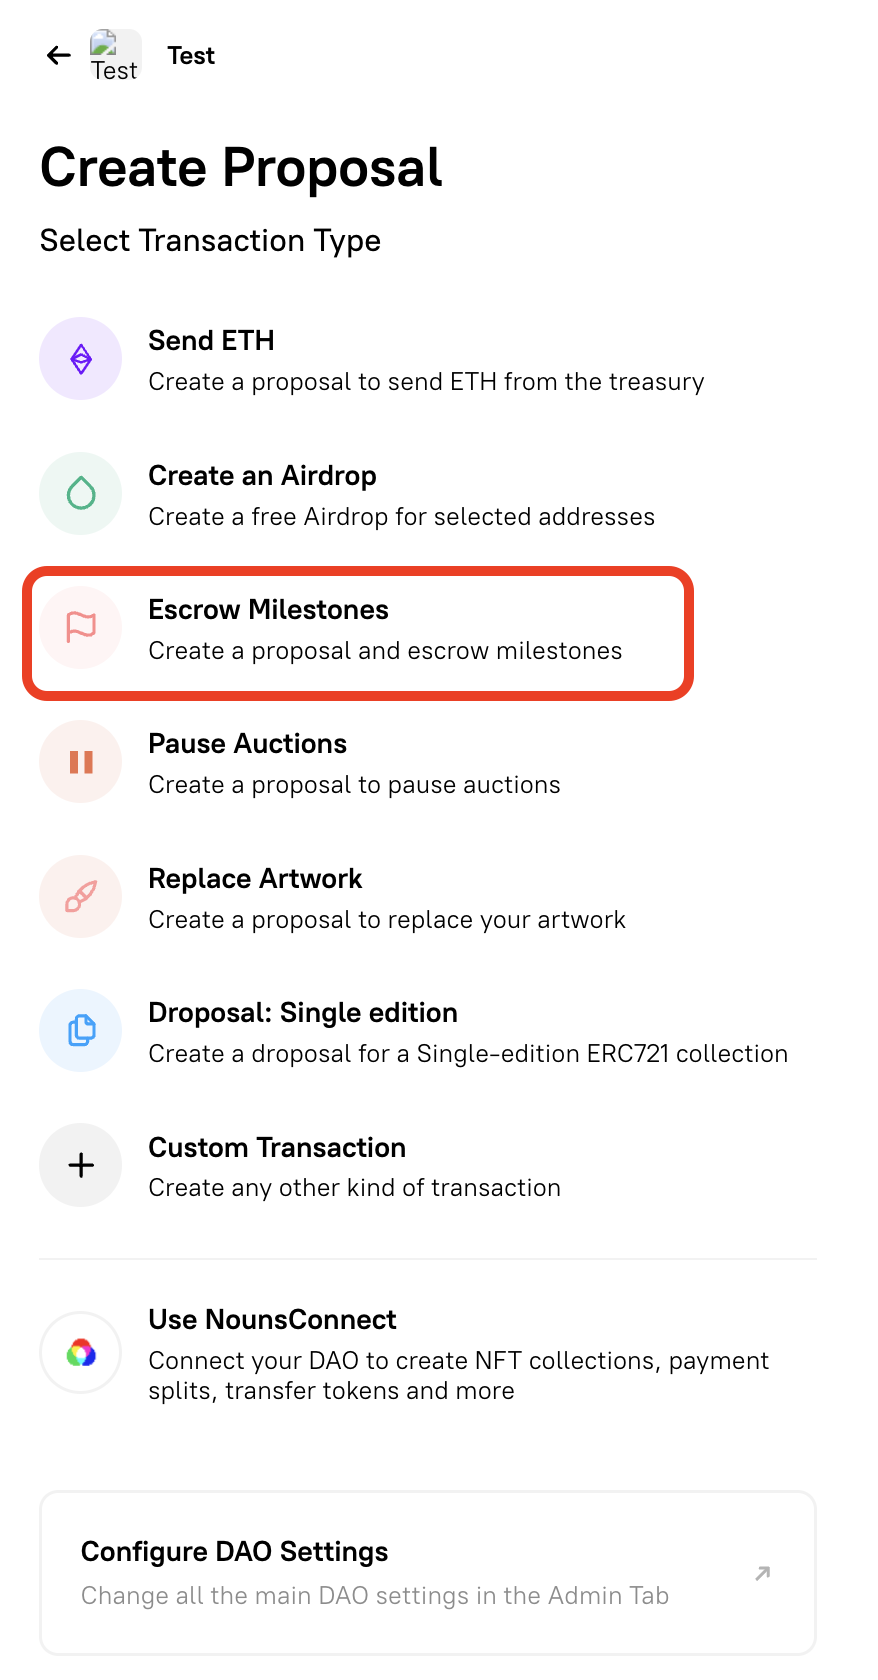 Test
Test
Create Proposal
Select Transaction Type
Send ETH
Create a proposal to send ETH from the treasury
Create an Airdrop
Create a free Airdrop for selected addresses
Escrow Milestones
Create a proposal and escrow milestones
Pause Auctions
Create a proposal to pause auctions
Replace Artwork
Create a proposal to replace your artwork
Droposal: Single edition
Create a droposal for a Single-edition ERC721 collection
Custom Transaction
Create any other kind of transaction
Use NounsConnect
Connect your DAO to create NFT collections, payment
splits, transfer tokens and more
Configure DAO Settings
Change all the main DAO settings in the Admin Tab